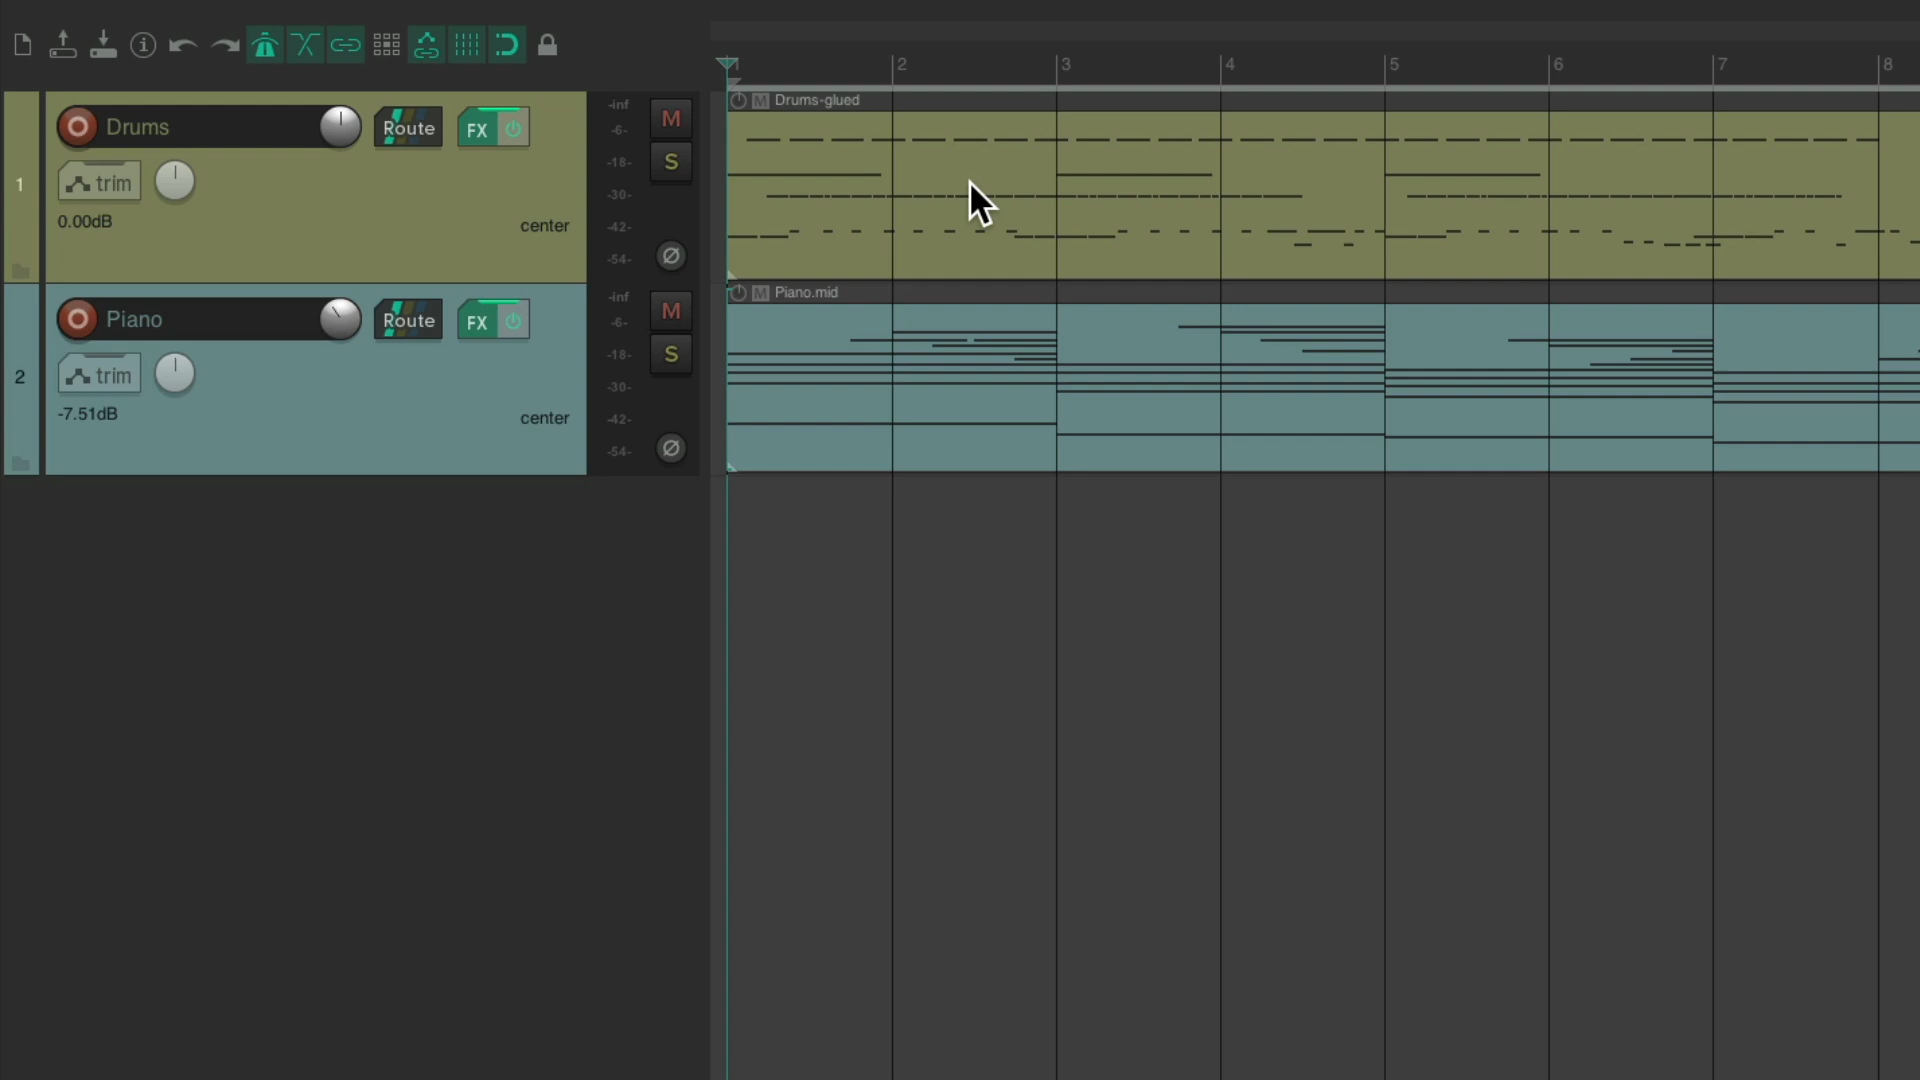 1 2 3 4 5 6 7 8
Drums
Route
FX
trim
0.00dB
center
1
-inf
-6-
-18-
-30-
-42-
-54-
M
S
Ø
M Drums-glued
Piano
Route
FX
trim
-7.51dB
center
2
-inf
-6-
-18-
-30-
-42-
-54-
M
S
Ø
M Piano.mid